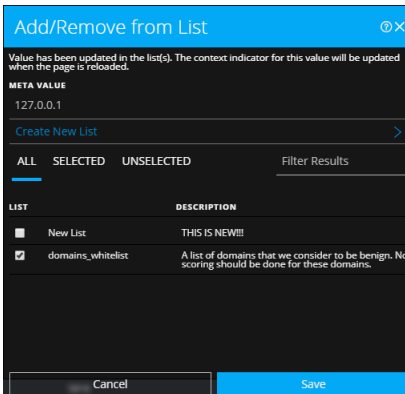 Add/Remove from List
Value has been updated in the list(s). The context indicator for this value will be updated
when the page is reloaded.
META VALUE
127.0.0.1
Create New List
ALL SELECTED UNSELECTED Filter Results
LIST DESCRIPTION
New List THIS IS NEW!!!
domains_whitelist A list of domains that we consider to be benign. No
scoring should be done for these domains.
Cancel Save